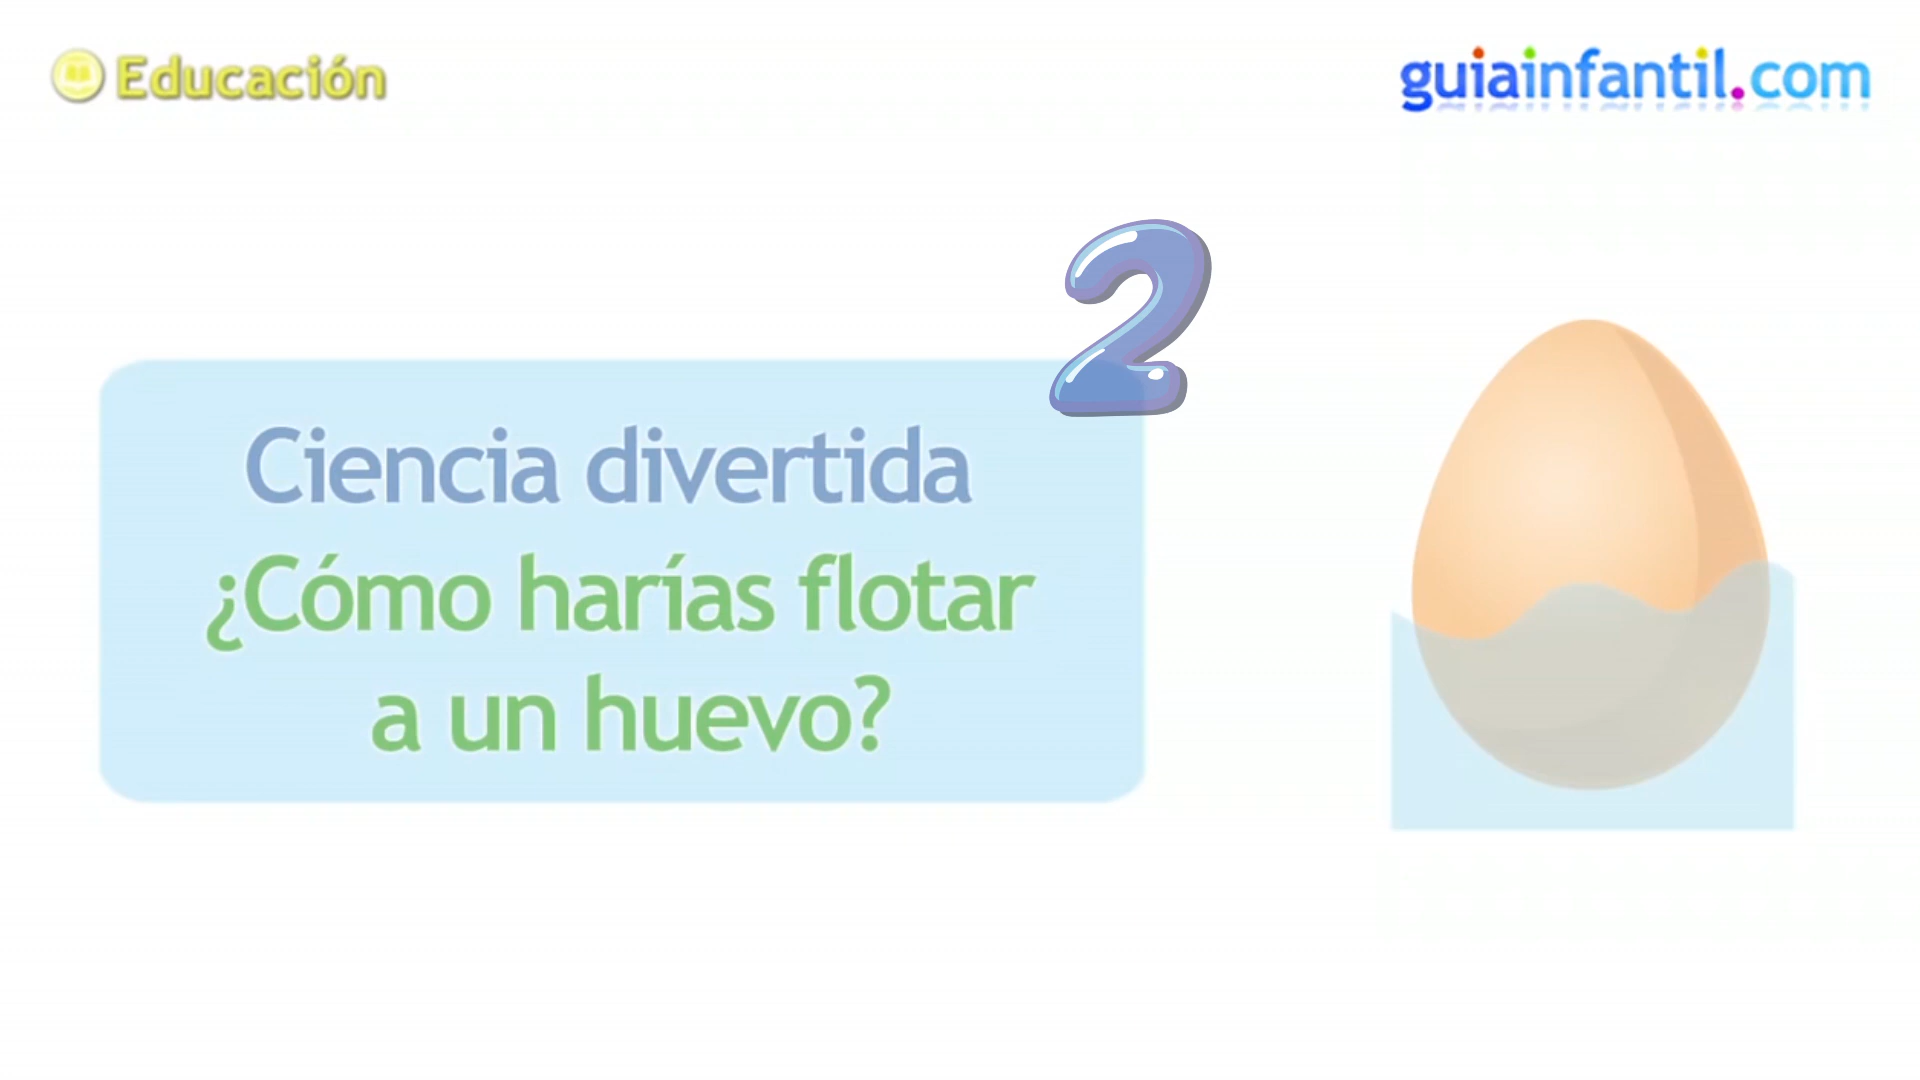 Educación
guiainfantil.com
2
Ciencia divertida
¿Cómo harías flotar
a un huevo?